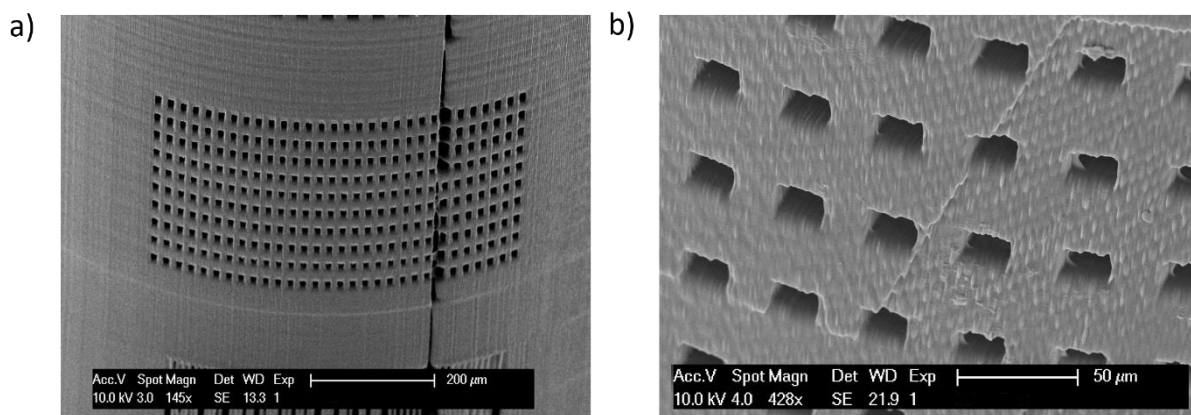 a)
Acc.V Spot Magn Det WD Exp 200 µm
10.0 kV 3.0 145x SE 13.3 1
b)
Acc.V Spot Magn Det WD Exp 50 µm
10.0 kV 4.0 428x SE 21.9 1